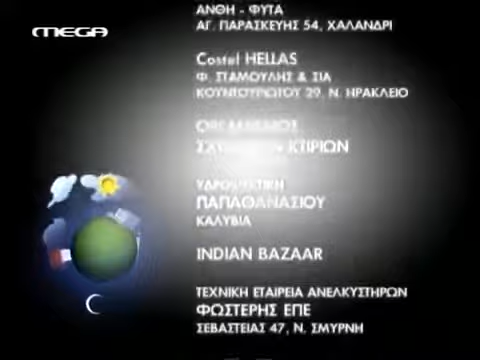 ΑΝΘΗ - ΦΥΤΑ
MEGA
ΑΓ. ΠΑΡΑΣΚΕΥΗΣ 54, ΧΑΛΑΝΔΡΙ
Costel HELLAS
Φ. ΣΤΑΜΟΥΛΗΣ & ΣΙΑ
ΚΟΥΝΤΟΥΡΙΩΤΟΥ 29. Ν. ΗΡΑΚΛΕΙΟ
ΚΤΙΡΙΩΝ
ΠΑΠΑΘΑΝΑΣΙΟΥ
ΚΑΛΥΒΙΑ
INDIAN BAZAAR
ΤΕΧΝΙΚΗ ΕΤΑΙΡΕΙΑ ΑΝΕΛΚΥΣΤΗΡΩΝ
ΦΩΣΤΕΡΗΣ ΕΠΕ
ΣΕΒΑΣΤΕΙΑΣ 47, Ν. ΣΜΥΡΝΗ